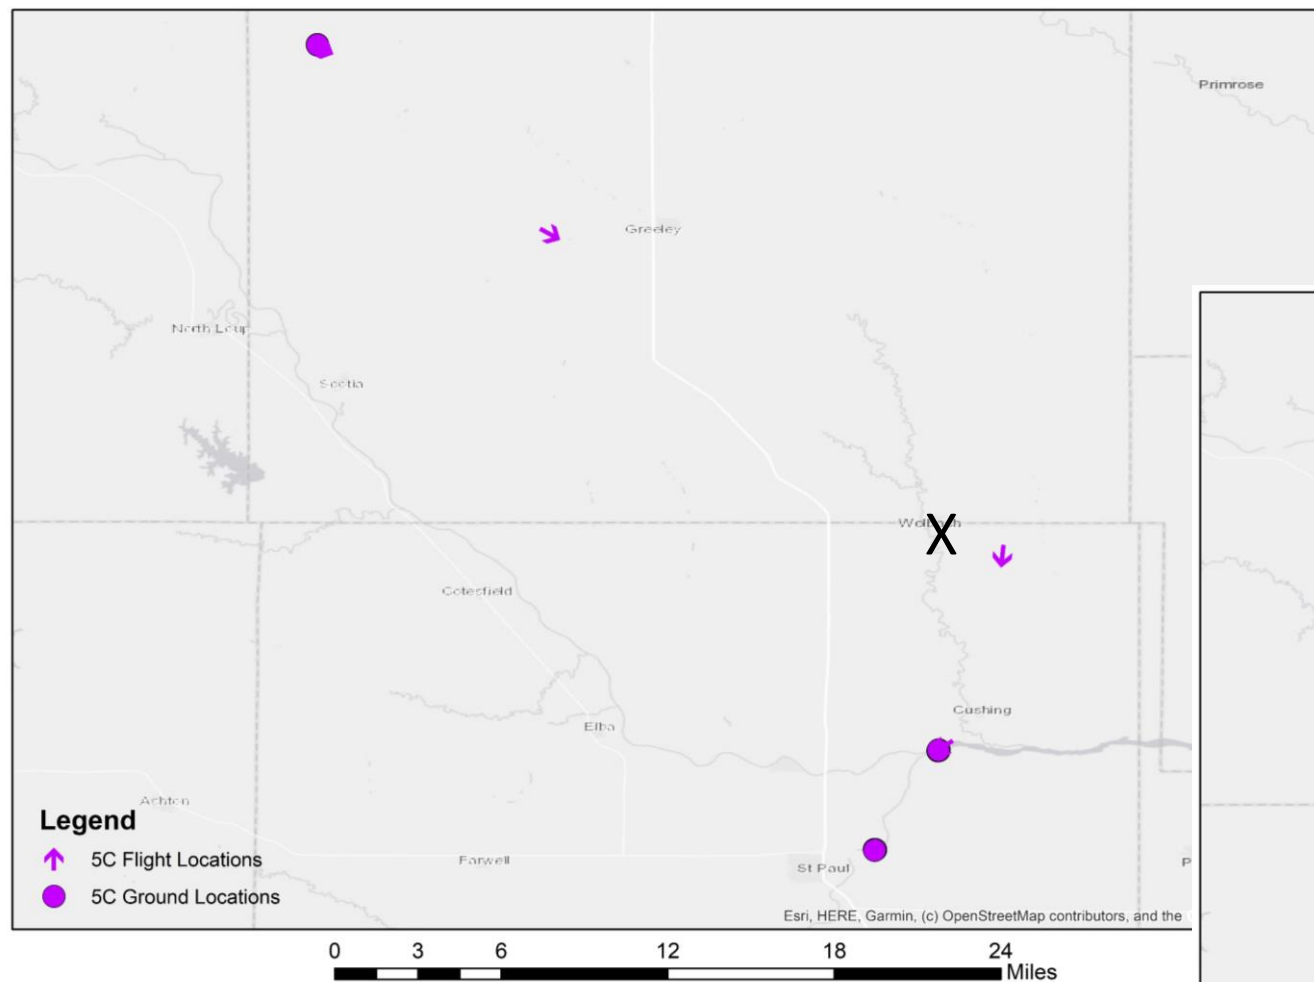 Primrose
Greeley
North Loup
Scotia
X
Cotesfield
Cushing
Elba
Ashton
Legend
5C Flight Locations
Farwell
St Paul
P
5C Ground Locations
Esri, HERE, Garmin, (c) OpenStreetMap contributors, and the
0 3 6 12 18 24
Miles